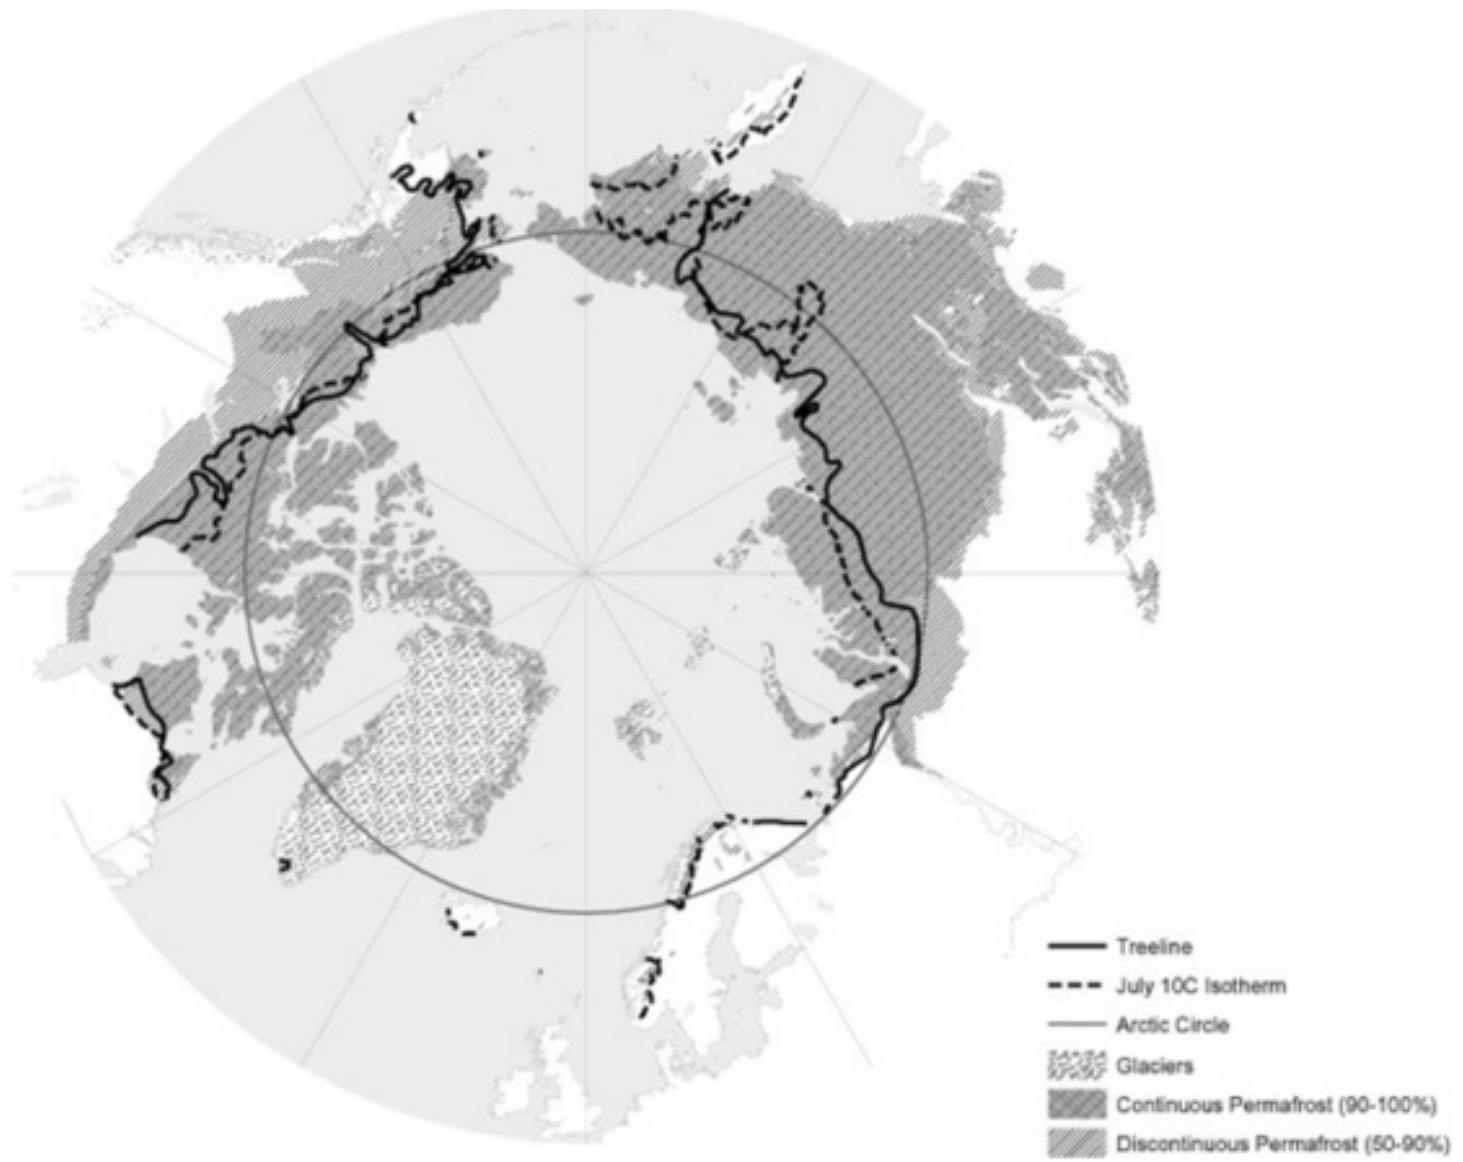 Treeline
July 10C Isotherm
Arctic Circle
Glaciers
Continuous Permafrost (90-100%)
Discontinuous Permafrost (50-90%)